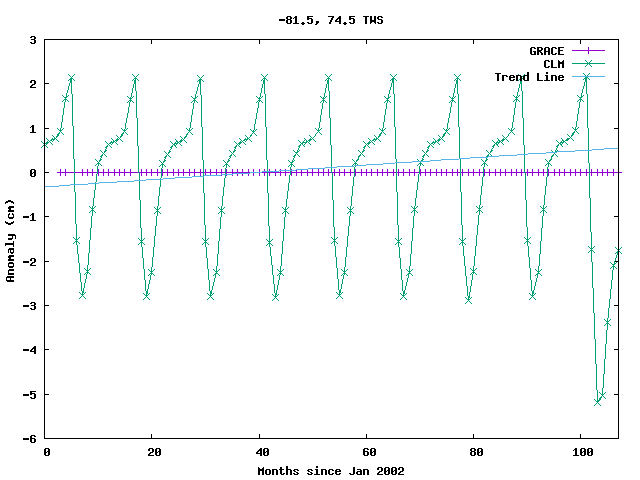 -81.5, 74.5 TWS
GRACE
CLM
Trend Line
3
2
1
0
-1
-2
-3
-4
-5
-6
Anomaly (cm)
0 20 40 60 80 100
Months since Jan 2002